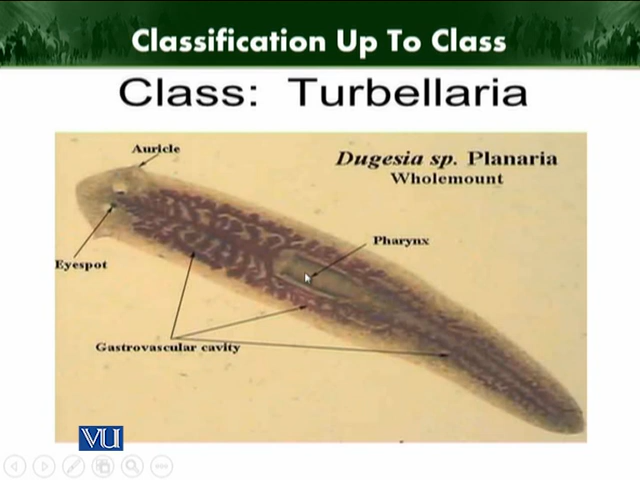 Classification Up To Class
Class: Turbellaria
Auricle
Dugesia sp. Planaria
Wholemount
Pharynx
Eyespot
Gastrovascular cavity
VU